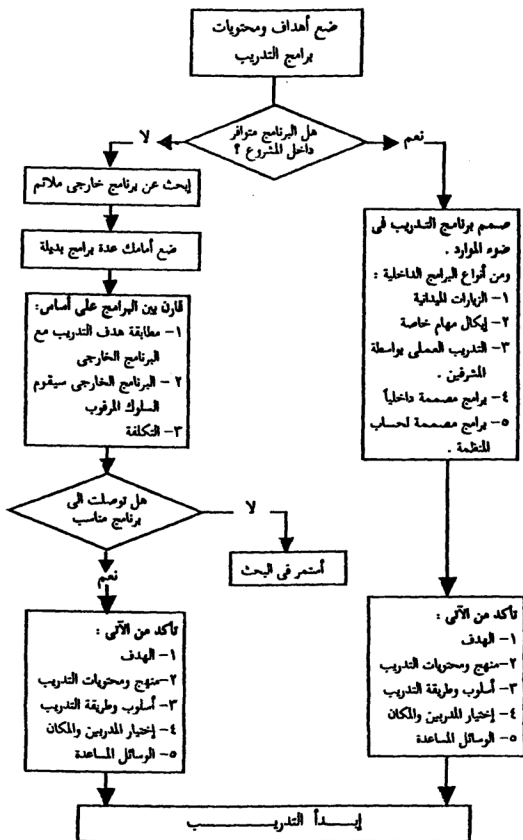 ضع أهداف ومحتويات
برامج التدريب
هل البرنامج متوافر
داخل المشروع ؟
نعم
لا
صمم برنامج التدريب فى
ضوء الموارد .
ومن أنواع البرامج الداخلية :
١- الزيارات الميدانية
٢- إيكال مهام خاصة
٣- التدريب العملى بواسطة
المشرفين .
٤- برامج مصممة داخلياً
٥- برامج مصممة لحساب
المنظمة .
تأكد من الآتى :
١- الهدف
٢-منهج ومحتويات التدريب
٣- أسلوب وطريقة التدريب
٤- إختيار المدربين والمكان
٥- الوسائل المساعدة
إبحث عن برنامج خارجى ملائم
ضع أمامك عدة برامج بديلة
قارن بين البرامج على أساس:
١- مطابقة هدف التدريب مع
البرنامج الخارجى
٢- البرنامج الخارجى سيقوم
السلوك المرغوب
٣- التكلفة
هل توصلت الى
برنامج مناسب
لا
أستمر فى البحث
نعم
تأكد من الآتى :
١- الهدف
٢-منهج ومحتويات التدريب
٣- أسلوب وطريقة التدريب
٤- إختيار المدربين والمكان
٥- الوسائل المساعدة
إبـدأ التدريـــب